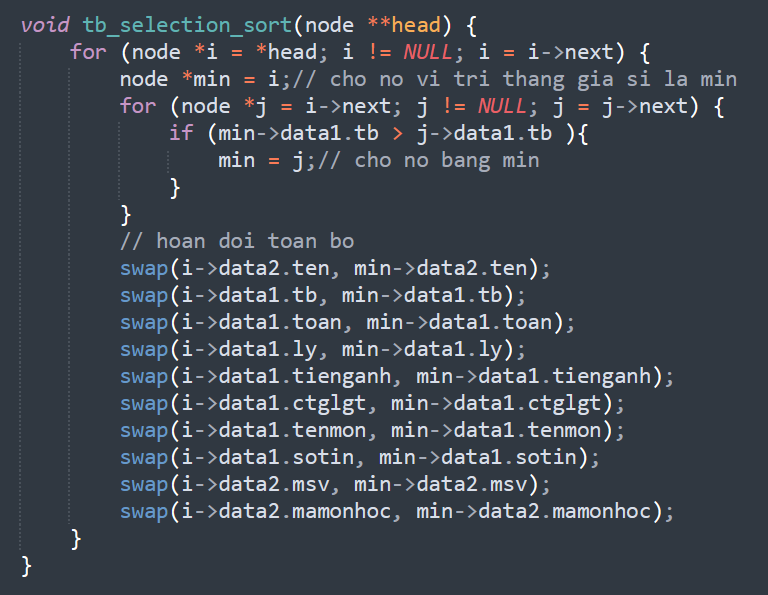 void tb_selection_sort(node **head) {
    for (node *i = *head; i != NULL; i = i->next) {
        node *min = i;// cho no vi tri thang gia si la min
        for (node *j = i->next; j != NULL; j = j->next) {
            if (min->data1.tb > j->data1.tb ){
                min = j;// cho no bang min
            }
        }
        // hoan doi toan bo
        swap(i->data2.ten, min->data2.ten);
        swap(i->data1.tb, min->data1.tb);
        swap(i->data1.toan, min->data1.toan);
        swap(i->data1.ly, min->data1.ly);
        swap(i->data1.tienganh, min->data1.tienganh);
        swap(i->data1.ctglgt, min->data1.ctglgt);
        swap(i->data1.tenmon, min->data1.tenmon);
        swap(i->data1.sotin, min->data1.sotin);
        swap(i->data2.msv, min->data2.msv);
        swap(i->data2.mamonhoc, min->data2.mamonhoc);
    }
}